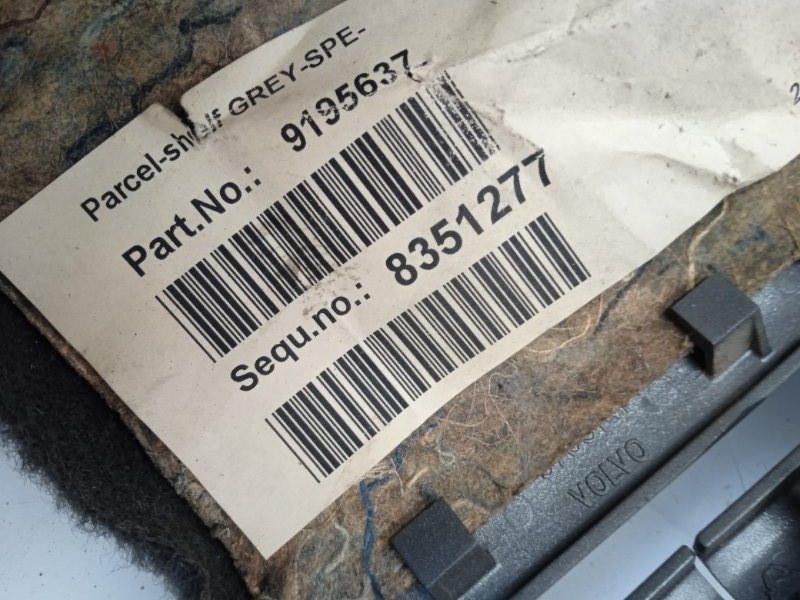 Parcel-shelf GREY-SPE-
Part.No.: 9195637
Sequ.no.: 8351277
VOLVO